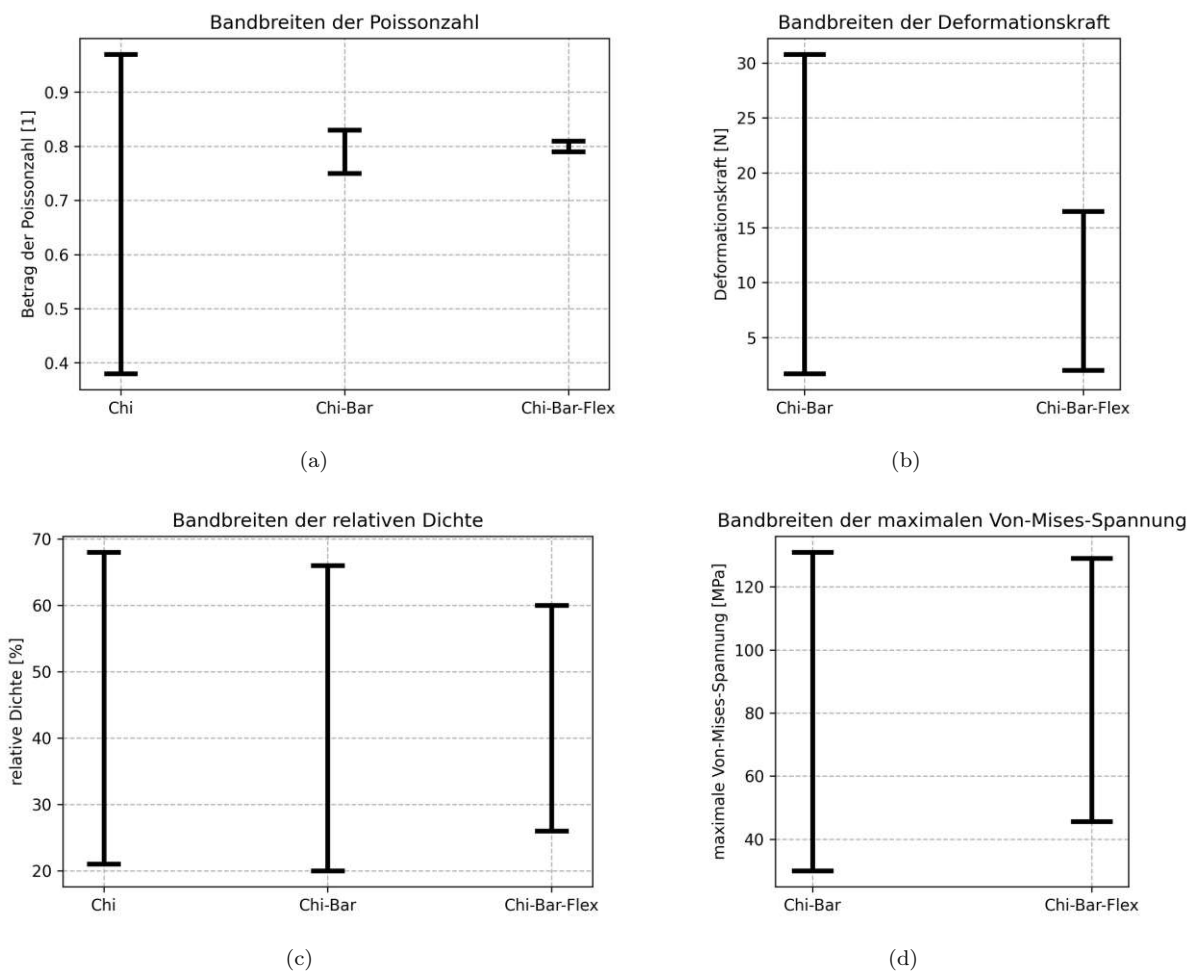 Bandbreiten der Poissonzahl
Betrag der Poissonzahl [1]
0.9
0.8
0.7
0.6
0.5
0.4
Chi
Chi-Bar
Chi-Bar-Flex
(a)
Bandbreiten der Deformationskraft
Deformationskraft [N]
30
25
20
15
10
5
Chi-Bar
Chi-Bar-Flex
(b)
Bandbreiten der relativen Dichte
relative Dichte [%]
70
60
50
40
30
20
Chi
Chi-Bar
Chi-Bar-Flex
(c)
Bandbreiten der maximalen Von-Mises-Spannung
maximale Von-Mises-Spannung [MPa]
120
100
80
60
40
Chi-Bar
Chi-Bar-Flex
(d)